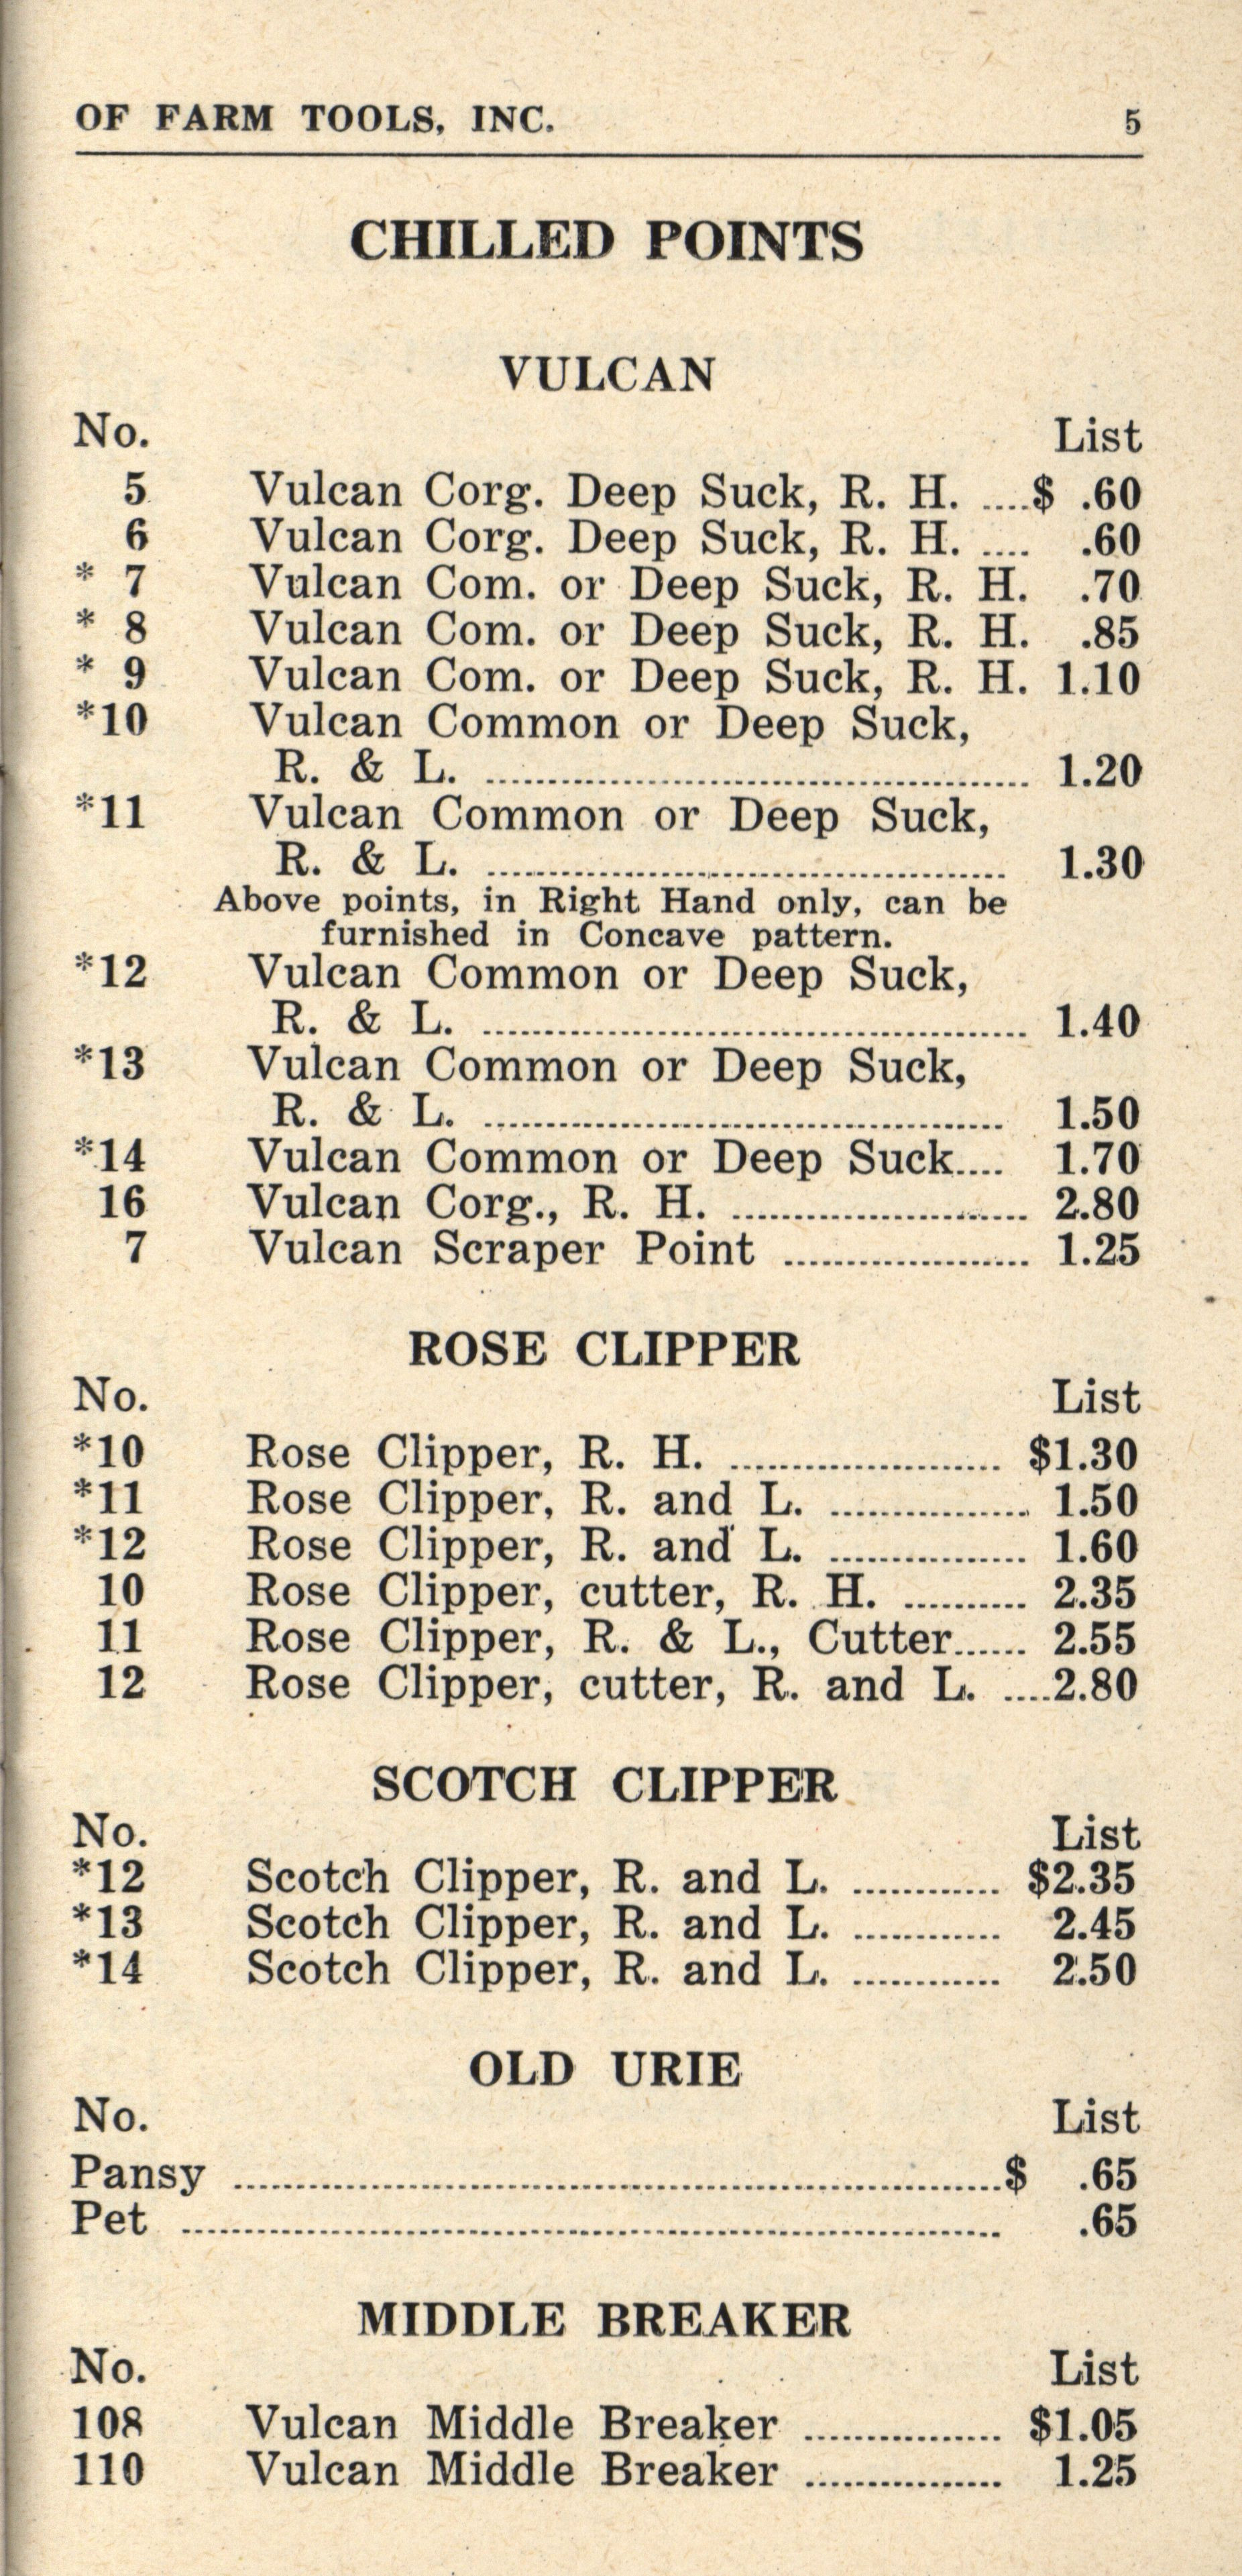 OF FARM TOOLS, INC. 5
CHILLED POINTS
VULCAN
No. List
5 Vulcan Corg. Deep Suck, R. H. ....$ .60
6 Vulcan Corg. Deep Suck, R. H. .... .60
* 7 Vulcan Com. or Deep Suck, R. H. .70
* 8 Vulcan Com. or Deep Suck, R. H. .85
* 9 Vulcan Com. or Deep Suck, R. H. 1.10
*10 Vulcan Common or Deep Suck,
R. & L. ............................................ 1.20
*11 Vulcan Common or Deep Suck,
R. & L. .......................................... 1.30
Above points, in Right Hand only, can be
furnished in Concave pattern.
*12 Vulcan Common or Deep Suck,
R. & L. ............................................ 1.40
*13 Vulcan Common or Deep Suck,
R. & L. .......................................... 1.50
*14 Vulcan Common or Deep Suck.... 1.70
16 Vulcan Corg., R. H. ........................ 2.80
7 Vulcan Scraper Point .................... 1.25
ROSE CLIPPER
No. List
*10 Rose Clipper, R. H. ...................... $1.30
*11 Rose Clipper, R. and L. ................ 1.50
*12 Rose Clipper, R. and L. ................ 1.60
10 Rose Clipper, cutter, R. H. .......... 2.35
11 Rose Clipper, R. & L., Cutter...... 2.55
12 Rose Clipper, cutter, R. and L. ....2.80
SCOTCH CLIPPER
No. List
*12 Scotch Clipper, R. and L. ............ $2.35
*13 Scotch Clipper, R. and L. ............ 2.45
*14 Scotch Clipper, R. and L. ............ 2.50
OLD URIE
No. List
Pansy ..............................................................$ .65
Pet .................................................................. .65
MIDDLE BREAKER
No. List
108 Vulcan Middle Breaker ................ $1.05
110 Vulcan Middle Breaker ................ 1.25